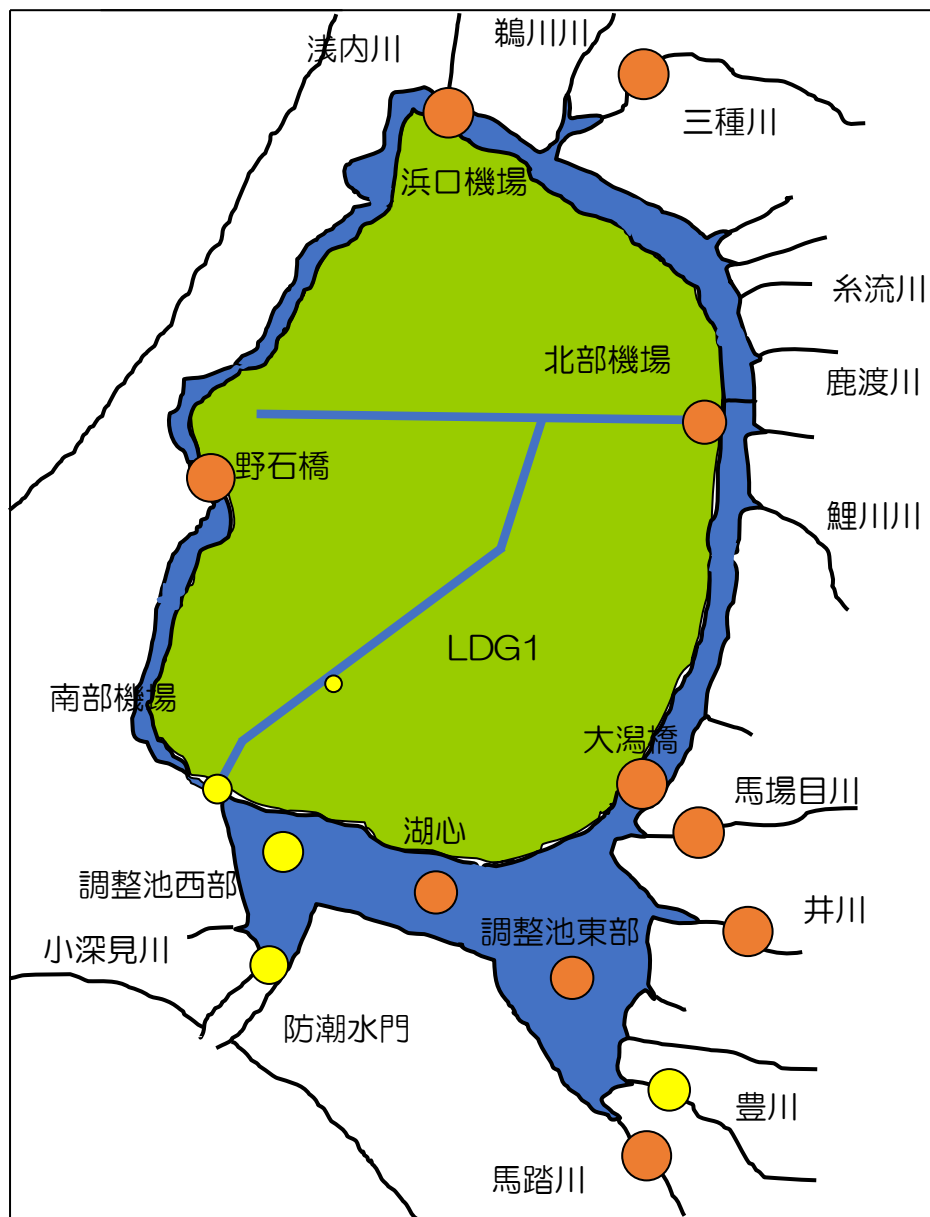 浅内川
鵜川川
三種川
浜口機場
糸流川
北部機場
鹿渡川
野石橋
鯉川川
LDG1
南部機場
大潟橋
馬場目川
湖心
調整池西部
井川
調整池東部
小深見川
防潮水門
豊川
馬踏川